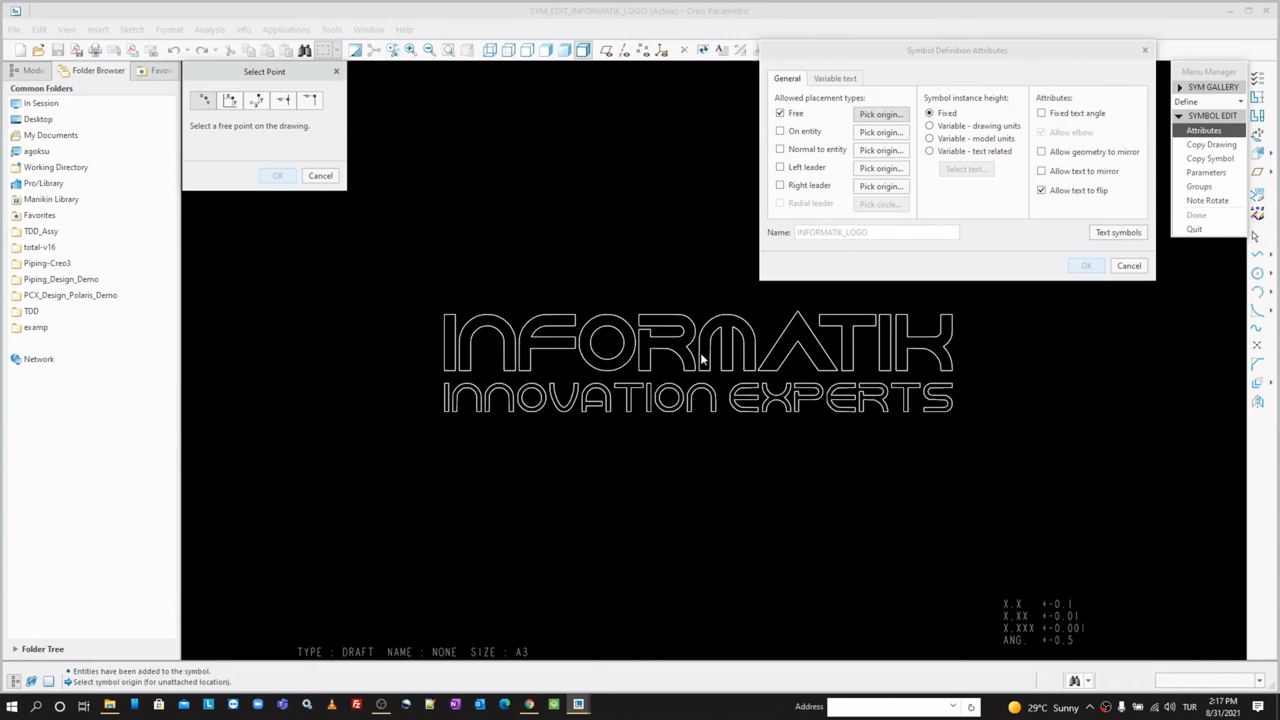 SYM_EDIT_INFORMATIK_LOGO (Active) - Creo Parametric
File Edit View Insert Sketch Format Analysis Info Applications Tools Window Help
Mode Folder Browser Favor
Common Folders
In Session
Desktop
My Documents
agoksu
Working Directory
Pro/Library
Manikin Library
Favorites
TDD_Assy
total-v16
Piping-Creo3
Piping_Design_Demo
PCX_Design_Polaris_Demo
TDD
examp
Network
Folder Tree
Select Point
Select a free point on the drawing.
OK Cancel
Symbol Definition Attributes
General Variable text
Allowed placement types:
Free Pick origin...
On entity Pick origin...
Normal to entity Pick origin...
Left leader Pick origin...
Right leader Pick origin...
Radial leader Pick circle...
Symbol instance height:
Fixed
Variable - drawing units
Variable - model units
Variable - text related
Select text...
Attributes:
Fixed text angle
Allow elbow
Allow geometry to mirror
Allow text to mirror
Allow text to flip
Name: INFORMATIK_LOGO Text symbols
OK Cancel
Menu Manager
SYM GALLERY
Define
SYMBOL EDIT
Attributes
Copy Drawing
Copy Symbol
Parameters
Groups
Note Rotate
Done
Quit
INFORMATIK
INNOVATION EXPERTS
X.X +-0.1
X.XX +-0.01
X.XXX +-0.001
ANG. +-0.5
TYPE : DRAFT NAME : NONE SIZE : A3
Entities have been added to the symbol.
Select symbol origin (for unattached location).
Address
29°C Sunny
TUR
2:17 PM
8/31/2021